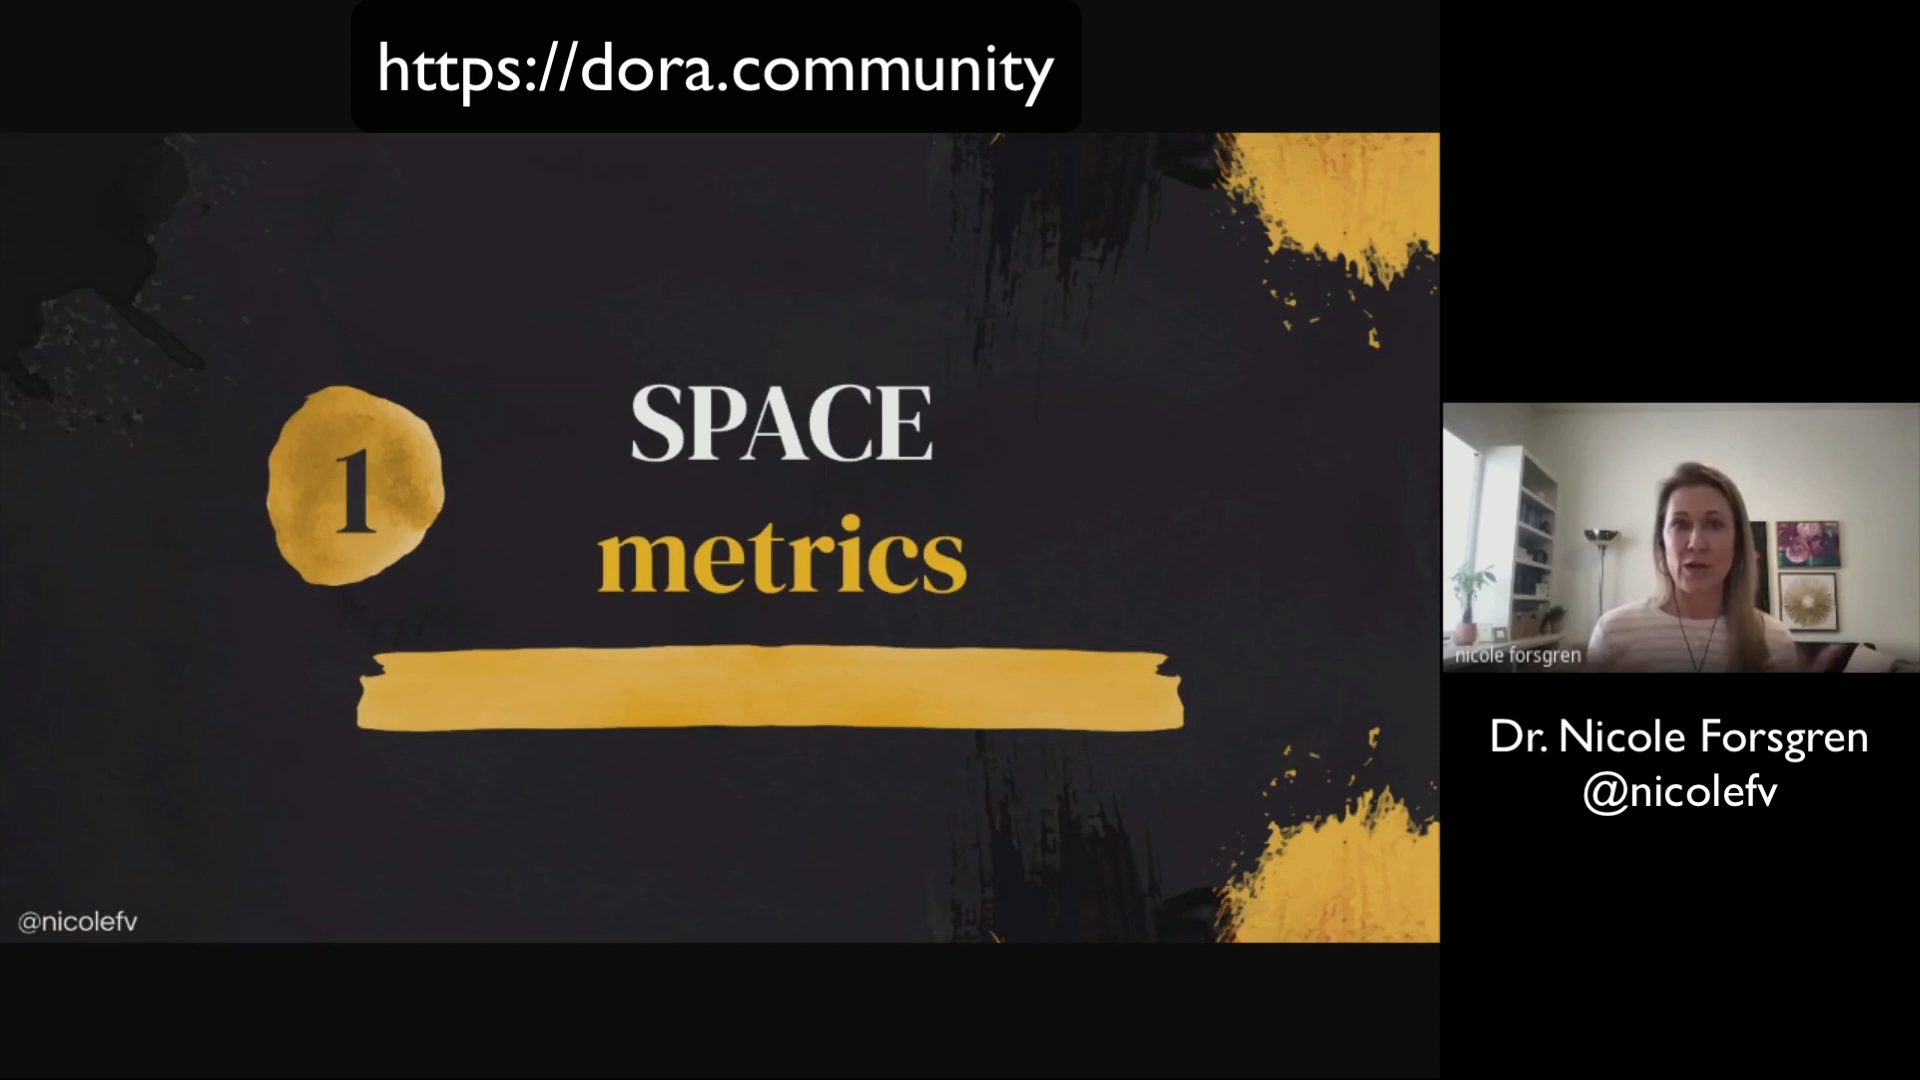 https://dora.community
1
SPACE
metrics
@nicolefv
nicole forsgren
Dr. Nicole Forsgren
@nicolefv